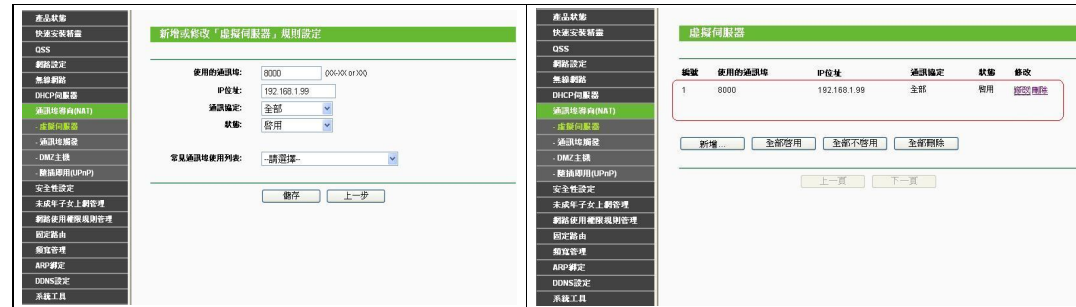 產品狀態
快速安裝精靈
QSS
網路設定
無線網路
DHCP伺服器
通訊埠導向(NAT)
- 虛擬伺服器
- 通訊埠觸發
- DMZ主機
- 隨插即用(UPnP)
安全性設定
未成年子女上網管理
網路使用權限規則管理
固定路由
頻寬管理
ARP綁定
DDNS設定
系統工具
新增或修改「虛擬伺服器」規則設定
使用的通訊埠: 8000 (XX-XX or XX)
IP位址: 192.168.1.99
通訊協定: 全部
狀態: 啓用
常見通訊埠使用列表: --請選擇--
儲存 上一步
產品狀態
快速安裝精靈
QSS
網路設定
無線網路
DHCP伺服器
通訊埠導向(NAT)
- 虛擬伺服器
- 通訊埠觸發
- DMZ主機
- 隨插即用(UPnP)
安全性設定
未成年子女上網管理
網路使用權限規則管理
固定路由
頻寬管理
ARP綁定
DDNS設定
系統工具
虛擬伺服器
編號 使用的通訊埠 IP位址 通訊協定 狀態 修改
1 8000 192.168.1.99 全部 啓用 修改 刪除
新增... 全部啓用 全部不啓用 全部刪除
上一頁 下一頁